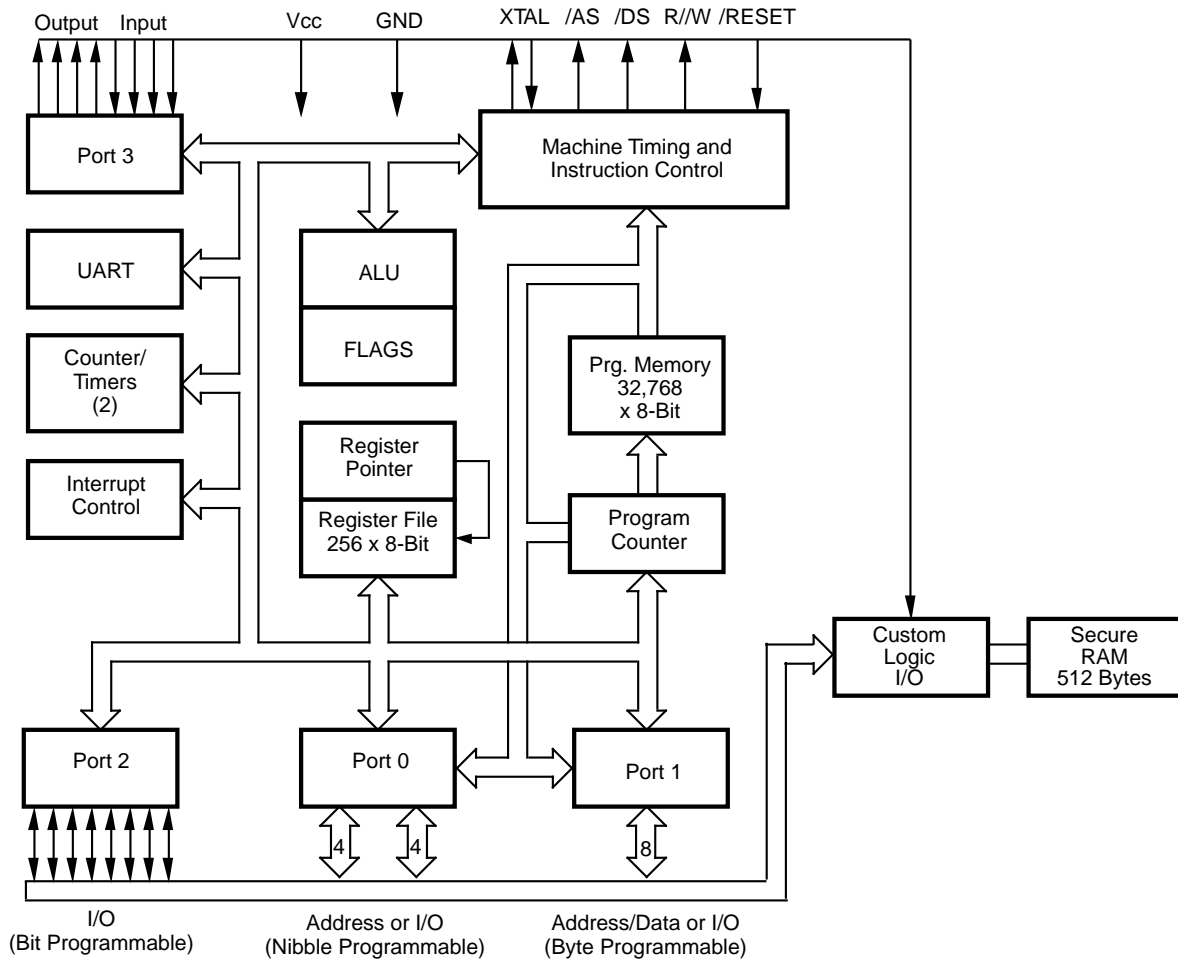 Output Input Vcc GND XTAL /AS /DS R//W /RESET
Port 3
Machine Timing and
Instruction Control
UART
ALU
FLAGS
Counter/
Timers
(2)
Prg. Memory
32,768
x 8-Bit
Interrupt
Control
Register
Pointer
Register File
256 x 8-Bit
Program
Counter
Custom
Logic
I/O
Secure
RAM
512 Bytes
Port 2
Port 0
Port 1
4
4
8
I/O
(Bit Programmable)
Address or I/O
(Nibble Programmable)
Address/Data or I/O
(Byte Programmable)